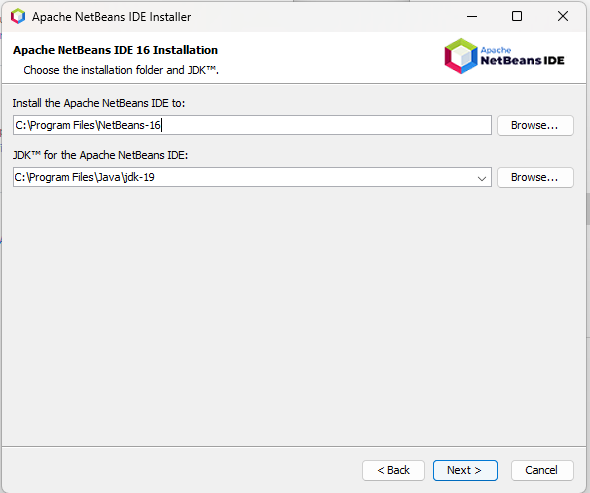 Apache NetBeans IDE Installer
Apache NetBeans IDE 16 Installation
Choose the installation folder and JDK™.
Apache
NetBeans IDE
Install the Apache NetBeans IDE to:
C:\Program Files\NetBeans-16
Browse...
JDK™ for the Apache NetBeans IDE:
C:\Program Files\Java\jdk-19
Browse...
< Back
Next >
Cancel